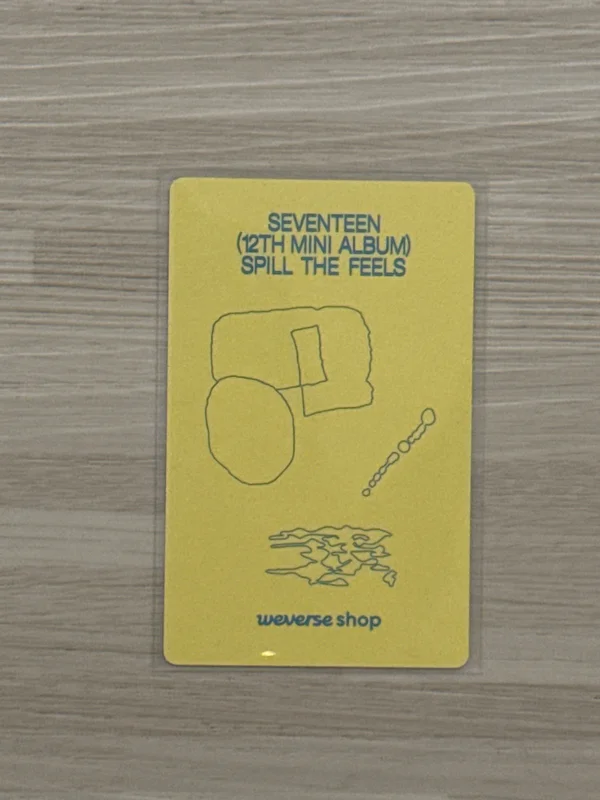 SEVENTEEN
(12TH MINI ALBUM)
SPILL THE FEELS
weverse shop